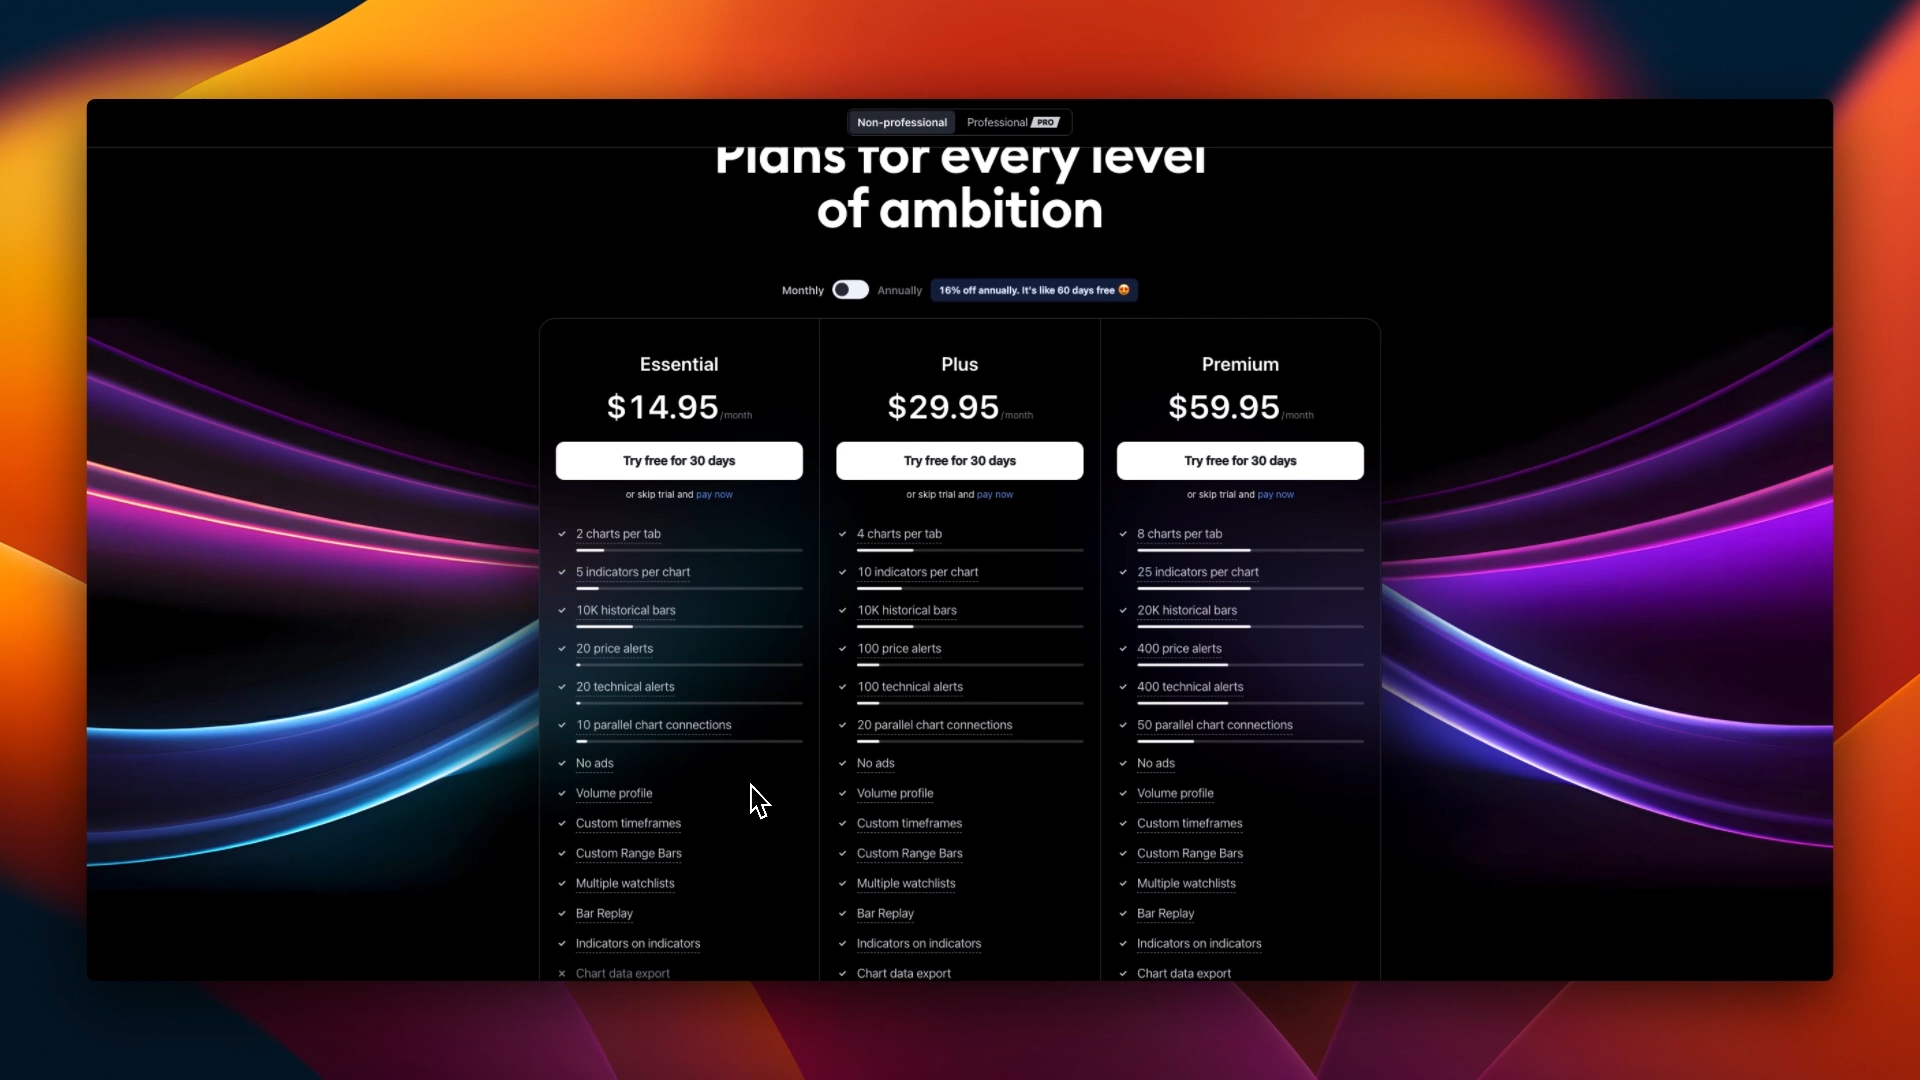 Non-professional
Professional PRO
Plans for every level
of ambition
Monthly
Annually
16% off annually. It's like 60 days free 😍
Essential
$14.95/month
Try free for 30 days
or skip trial and pay now
2 charts per tab
5 indicators per chart
10K historical bars
20 price alerts
20 technical alerts
10 parallel chart connections
No ads
Volume profile
Custom timeframes
Custom Range Bars
Multiple watchlists
Bar Replay
Indicators on indicators
Chart data export
Plus
$29.95/month
Try free for 30 days
or skip trial and pay now
4 charts per tab
10 indicators per chart
10K historical bars
100 price alerts
100 technical alerts
20 parallel chart connections
No ads
Volume profile
Custom timeframes
Custom Range Bars
Multiple watchlists
Bar Replay
Indicators on indicators
Chart data export
Premium
$59.95/month
Try free for 30 days
or skip trial and pay now
8 charts per tab
25 indicators per chart
20K historical bars
400 price alerts
400 technical alerts
50 parallel chart connections
No ads
Volume profile
Custom timeframes
Custom Range Bars
Multiple watchlists
Bar Replay
Indicators on indicators
Chart data export